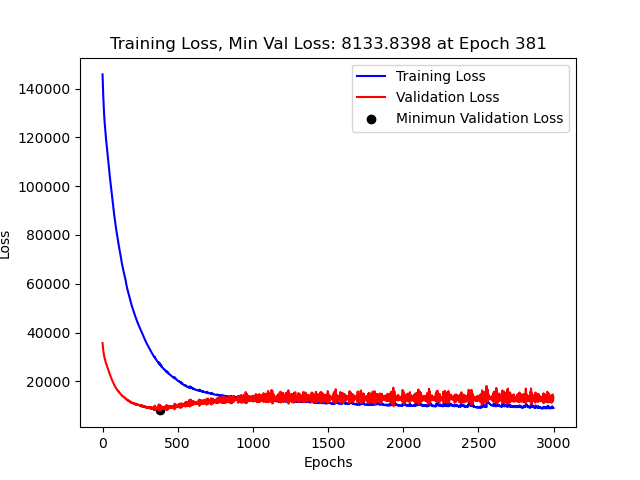 Training Loss, Min Val Loss: 8133.8398 at Epoch 381
Training Loss
Validation Loss
Minimun Validation Loss
140000
120000
100000
80000
60000
40000
20000
Loss
0
500
1000
1500
2000
2500
3000
Epochs